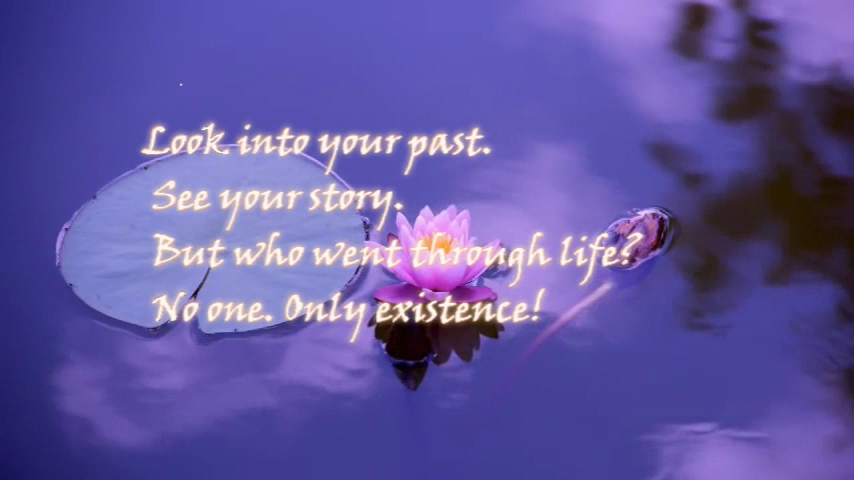 Look into your past.
See your story.
But who went through life?
No one. Only existence!